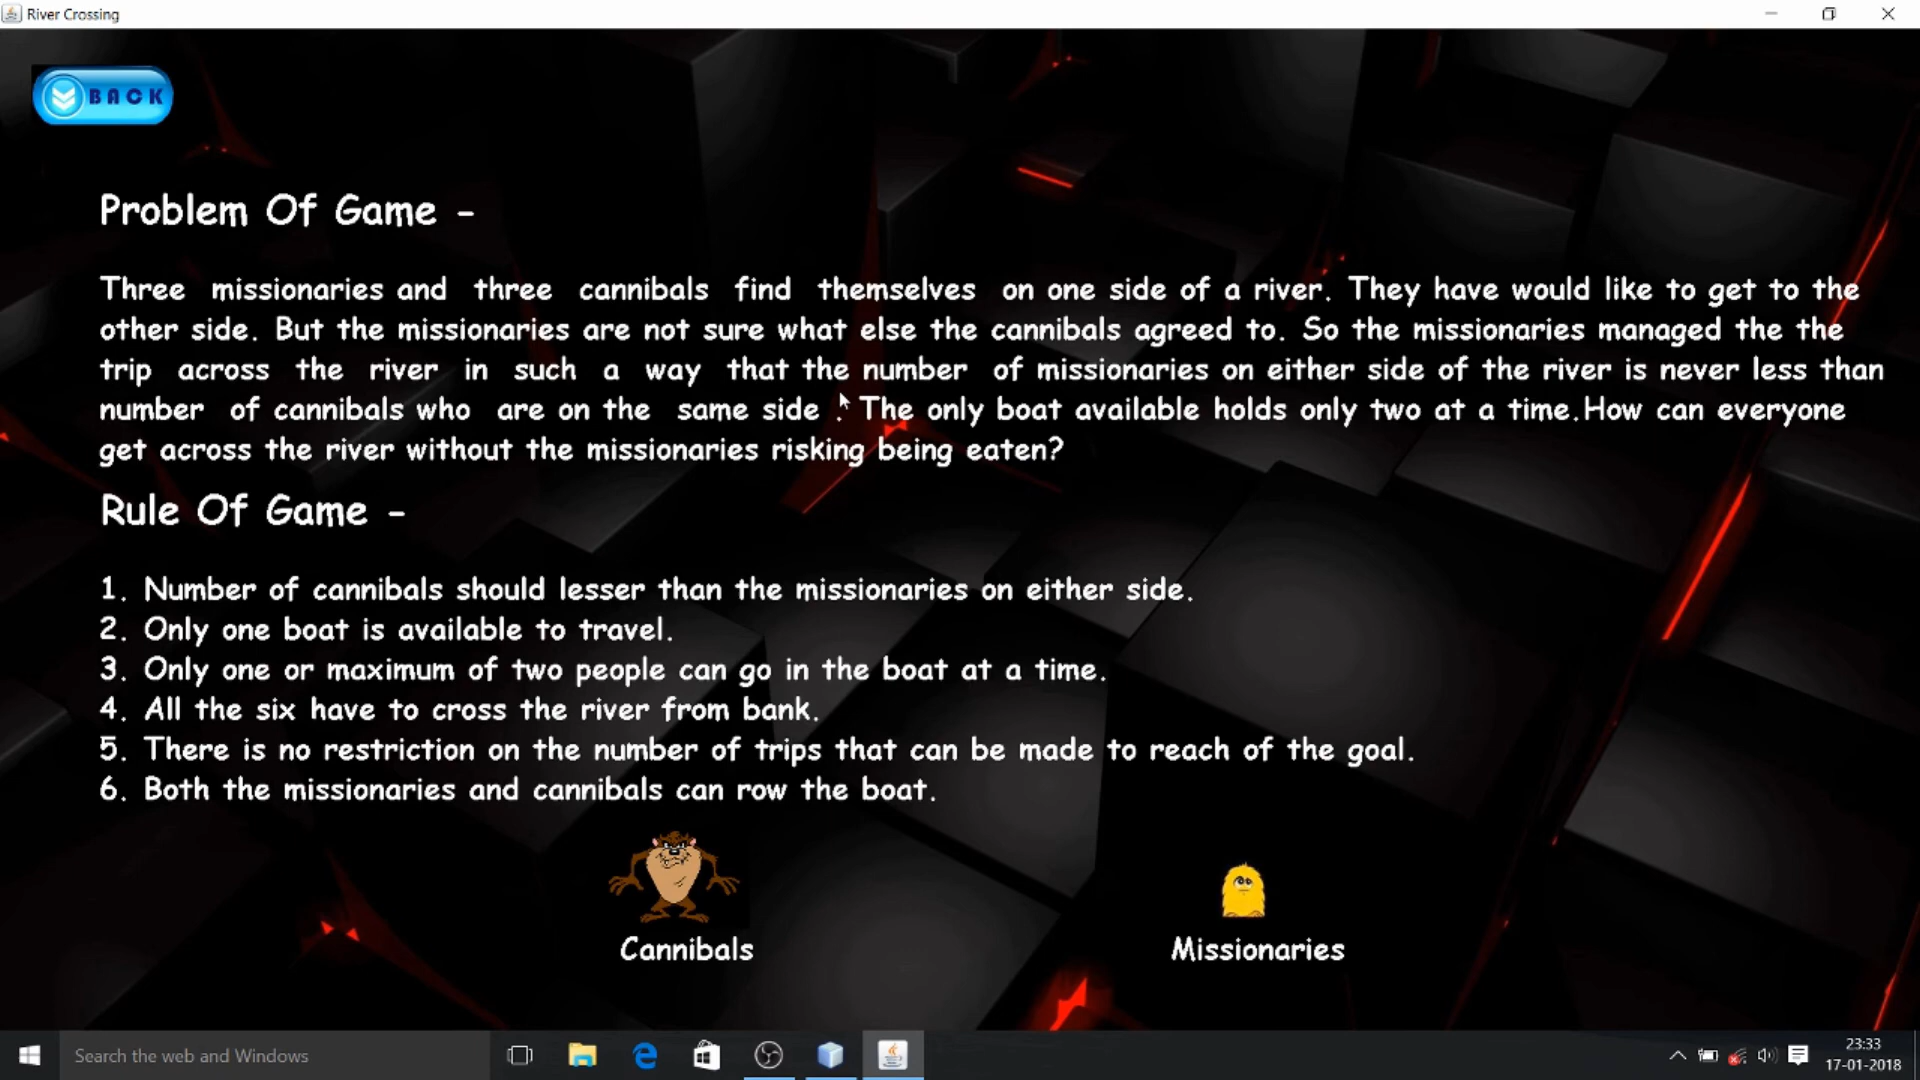 River Crossing
BACK
Problem Of Game -
Three missionaries and three cannibals find themselves on one side of a river. They have would like to get to the
other side. But the missionaries are not sure what else the cannibals agreed to. So the missionaries managed the the
trip across the river in such a way that the number of missionaries on either side of the river is never less than
number of cannibals who are on the same side . The only boat available holds only two at a time.How can everyone
get across the river without the missionaries risking being eaten?
Rule Of Game -
1. Number of cannibals should lesser than the missionaries on either side.
2. Only one boat is available to travel.
3. Only one or maximum of two people can go in the boat at a time.
4. All the six have to cross the river from bank.
5. There is no restriction on the number of trips that can be made to reach of the goal.
6. Both the missionaries and cannibals can row the boat.
Cannibals
Missionaries
Search the web and Windows
23:33
17-01-2018